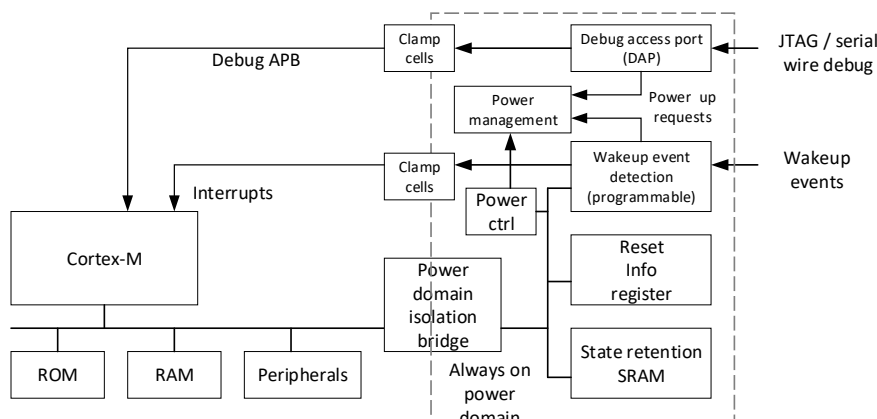 Clamp
cells
Debug access port
(DAP)
JTAG / serial
wire debug
Debug APB
Power
management
Power up
requests
Clamp
cells
Wakeup event
detection
(programmable)
Wakeup
events
Interrupts
Power
ctrl
Cortex-M
Power
domain
isolation
bridge
Reset
Info
register
ROM
RAM
Peripherals
Always on
power
domain
State retention
SRAM